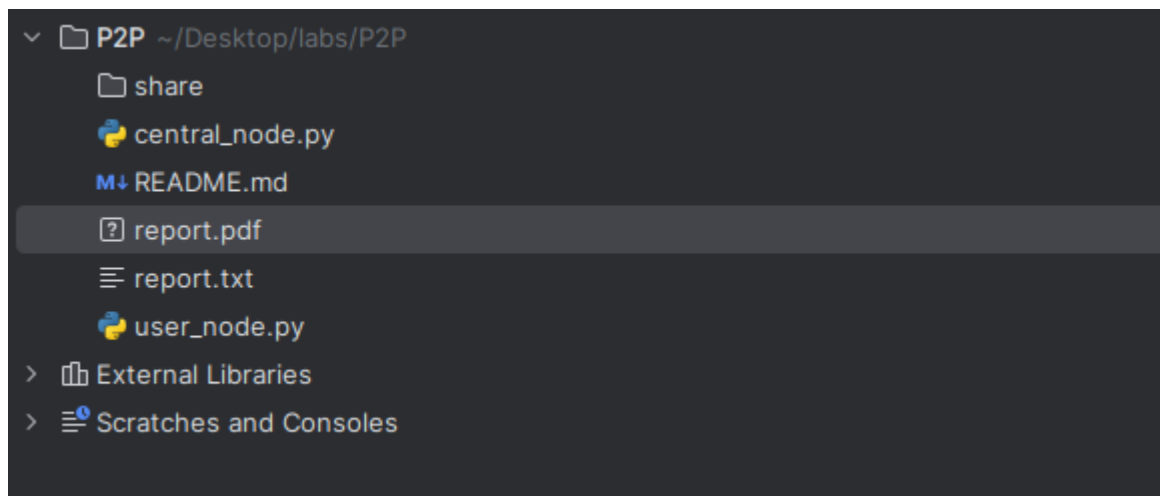 P2P ~/Desktop/labs/P2P
share
central_node.py
M↓ README.md
? report.pdf
report.txt
user_node.py
External Libraries
Scratches and Consoles